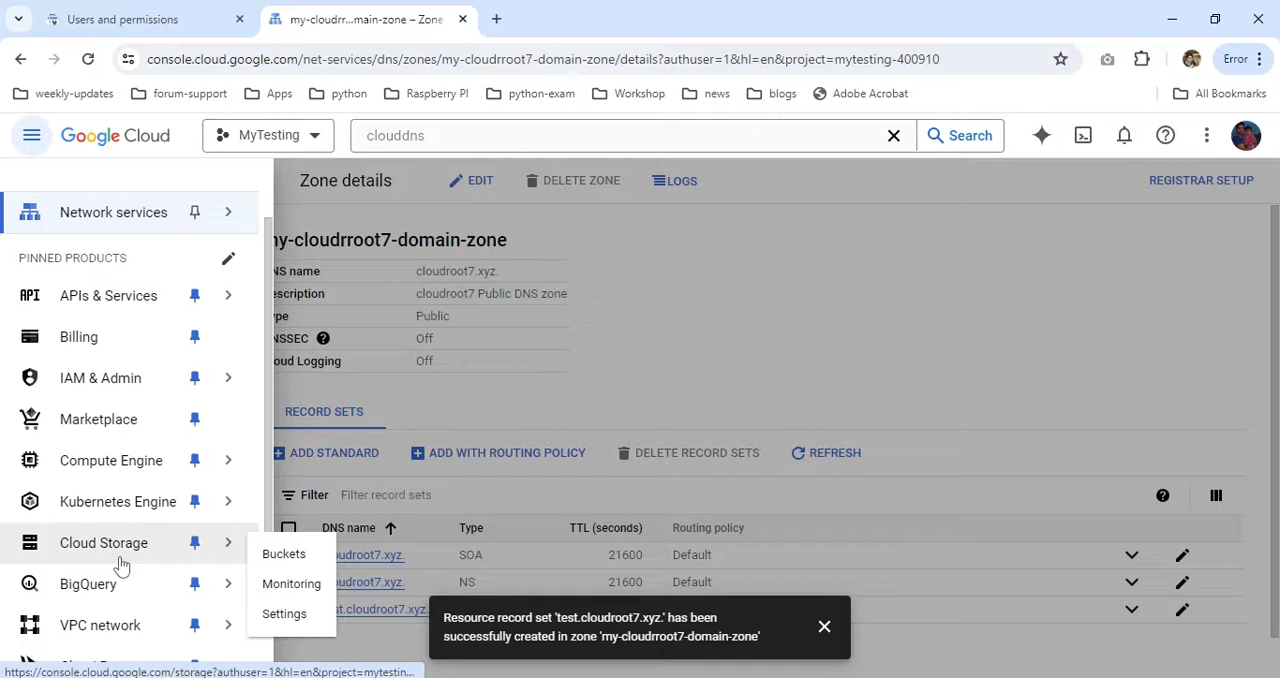 Users and permissions
my-cloudrr...main-zone – Zone
console.cloud.google.com/net-services/dns/zones/my-cloudrroot7-domain-zone/details?authuser=1&hl=en&project=mytesting-400910
Error
weekly-updates
forum-support
Apps
python
Raspberry PI
python-exam
Workshop
news
blogs
Adobe Acrobat
All Bookmarks
Google Cloud
MyTesting
clouddns
Search
Network services
PINNED PRODUCTS
APIs & Services
Billing
IAM & Admin
Marketplace
Compute Engine
Kubernetes Engine
Cloud Storage
BigQuery
VPC network
Buckets
Monitoring
Settings
Zone details
EDIT
DELETE ZONE
LOGS
REGISTRAR SETUP
my-cloudrroot7-domain-zone
NS name cloudroot7.xyz.
escription cloudroot7 Public DNS zone
ype Public
NSSEC Off
oud Logging Off
RECORD SETS
ADD STANDARD
ADD WITH ROUTING POLICY
DELETE RECORD SETS
REFRESH
Filter Filter record sets
DNS name Type TTL (seconds) Routing policy
oudroot7.xyz. SOA 21600 Default
oudroot7.xyz. NS 21600 Default
st.cloudroot7.xyz.
Resource record set 'test.cloudroot7.xyz.' has been
successfully created in zone 'my-cloudrroot7-domain-zone'
https://console.cloud.google.com/storage?authuser=1&hl=en&project=mytestin...